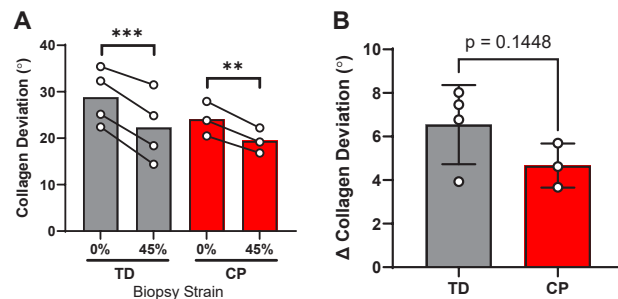 A
Collagen Deviation (°)
40
30
20
10
0
***
**
0%
45%
0%
45%
TD
CP
Biopsy Strain
B
Δ Collagen Deviation (°)
10
8
6
4
2
0
p = 0.1448
TD
CP